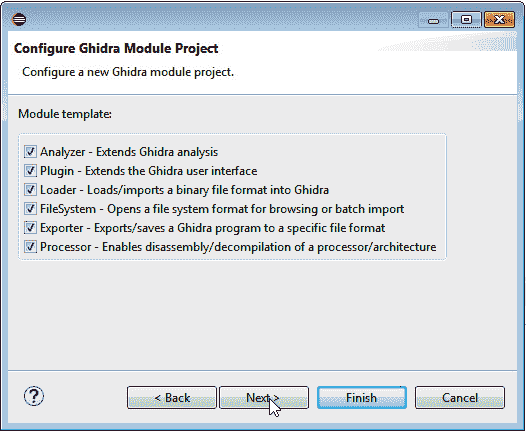 Configure Ghidra Module Project
Configure a new Ghidra module project.
Module template:
Analyzer - Extends Ghidra analysis
Plugin - Extends the Ghidra user interface
Loader - Loads/imports a binary file format into Ghidra
FileSystem - Opens a file system format for browsing or batch import
Exporter - Exports/saves a Ghidra program to a specific file format
Processor - Enables disassembly/decompilation of a processor/architecture
? < Back Next > Finish Cancel